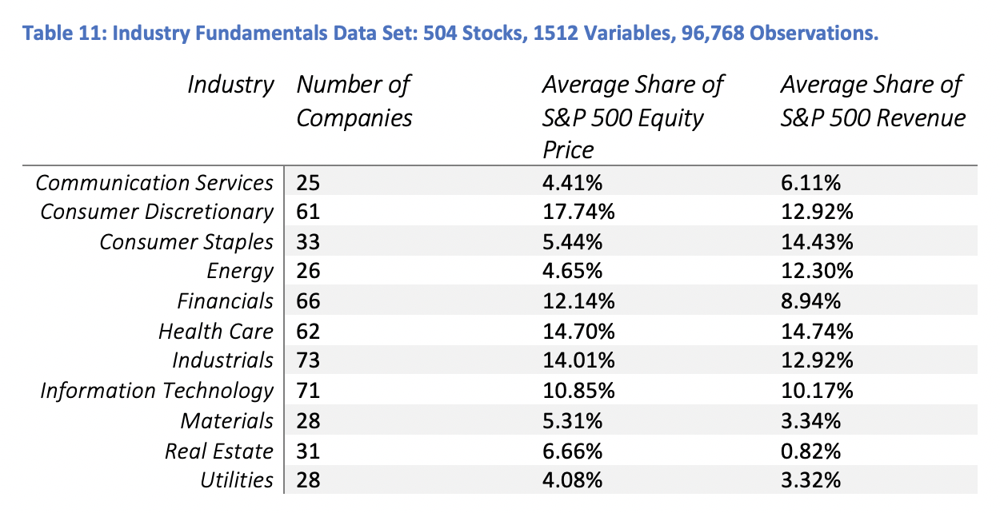 Table 11: Industry Fundamentals Data Set: 504 Stocks, 1512 Variables, 96,768 Observations.
Industry Number of Companies Average Share of S&P 500 Equity Price Average Share of S&P 500 Revenue
Communication Services 25 4.41% 6.11%
Consumer Discretionary 61 17.74% 12.92%
Consumer Staples 33 5.44% 14.43%
Energy 26 4.65% 12.30%
Financials 66 12.14% 8.94%
Health Care 62 14.70% 14.74%
Industrials 73 14.01% 12.92%
Information Technology 71 10.85% 10.17%
Materials 28 5.31% 3.34%
Real Estate 31 6.66% 0.82%
Utilities 28 4.08% 3.32%